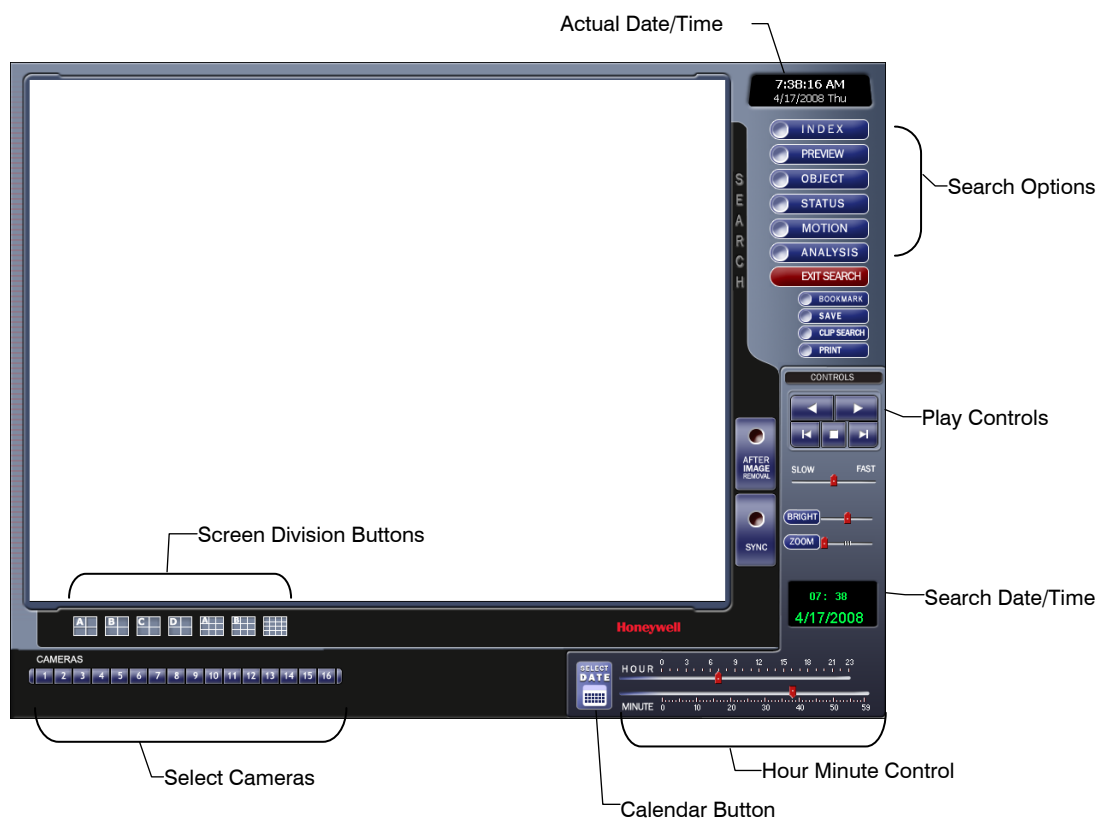 Actual Date/Time
7:38:16 AM
4/17/2008 Thu
INDEX
PREVIEW
OBJECT
STATUS
MOTION
ANALYSIS
EXIT SEARCH
BOOKMARK
SAVE
CLIP SEARCH
PRINT
Search Options
SEARCH
CONTROLS
Play Controls
AFTER
IMAGE
REMOVAL
SLOW FAST
BRIGHT
SYNC
ZOOM
Screen Division Buttons
07: 38
4/17/2008
Search Date/Time
A B C D A B
Honeywell
CAMERAS
1 2 3 4 5 6 7 8 9 10 11 12 13 14 15 16
SELECT
DATE
HOUR 0 3 6 9 12 15 18 21 23
MINUTE 0 10 20 30 40 50 59
Select Cameras
Hour Minute Control
Calendar Button